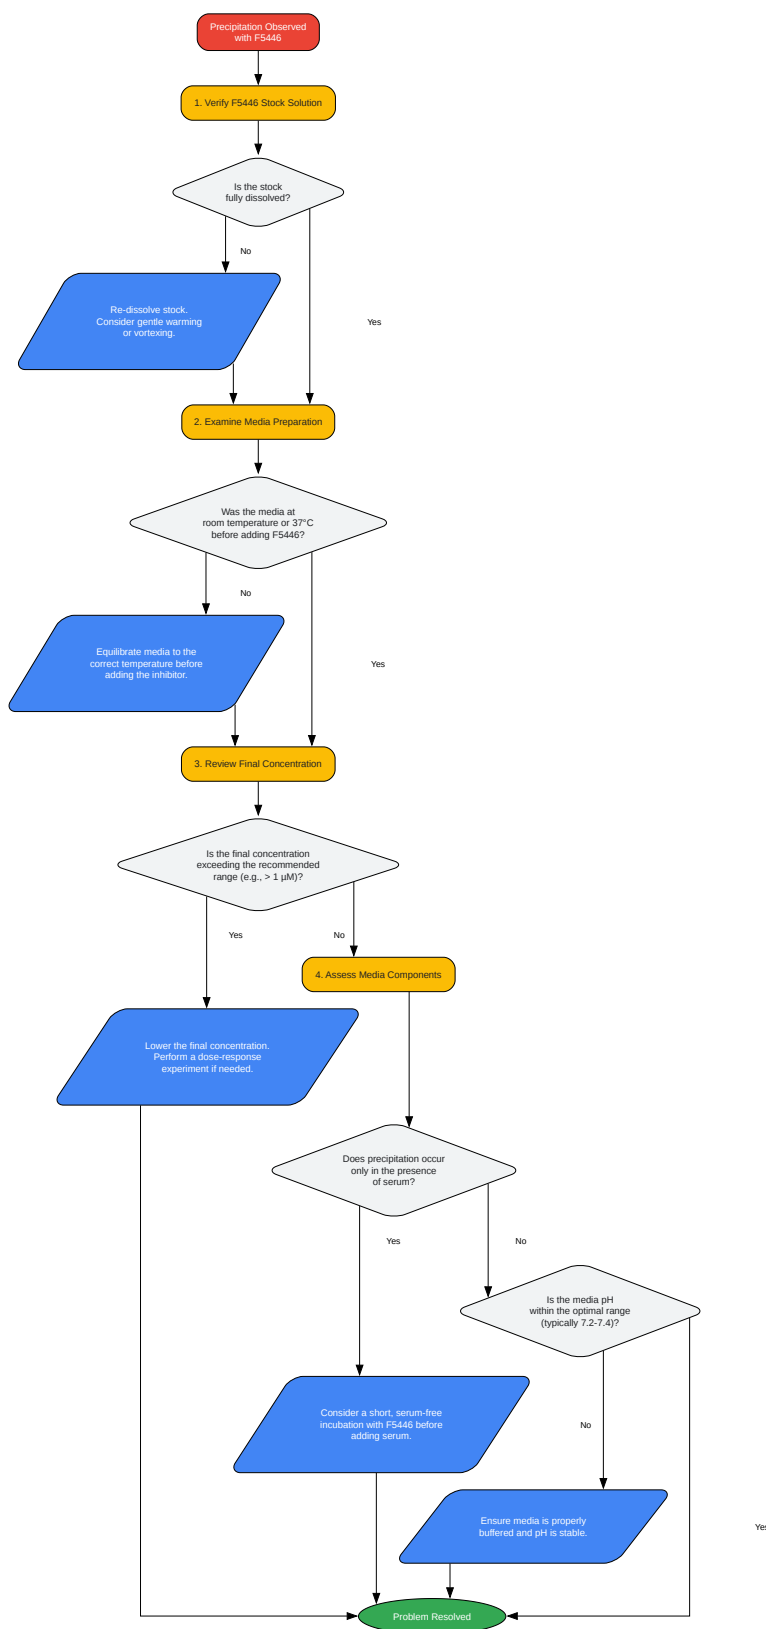 Precipitation Observed
with F5446
1. Verify F5446 Stock Solution
Is the stock
fully dissolved?
No
Re-dissolve stock.
Consider gentle warming
or vortexing.
Yes
2. Examine Media Preparation
Was the media at
room temperature or 37°C
before adding F5446?
No
Equilibrate media to the
correct temperature before
adding the inhibitor.
Yes
3. Review Final Concentration
Is the final concentration
exceeding the recommended
range (e.g., > 1 µM)?
Yes
No
4. Assess Media Components
Lower the final concentration.
Perform a dose-response
experiment if needed.
Does precipitation occur
only in the presence
of serum?
Yes
No
Is the media pH
within the optimal range
(typically 7.2-7.4)?
Consider a short, serum-free
incubation with F5446 before
adding serum.
No
Ensure media is properly
buffered and pH is stable.
Yes
Problem Resolved